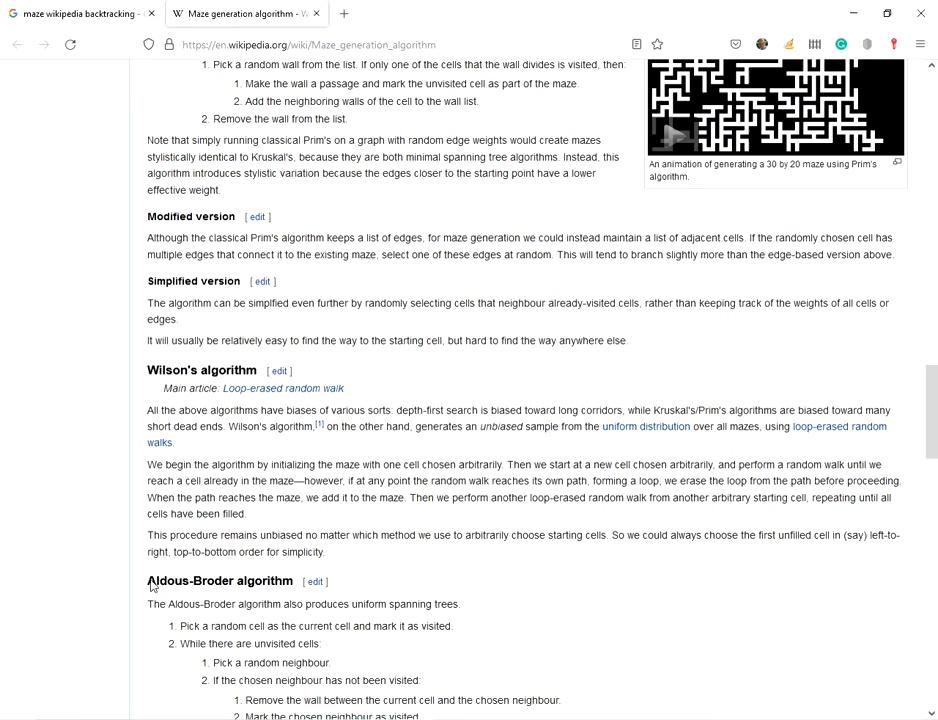 maze wikipedia backtracking -
Maze generation algorithm -
https://en.wikipedia.org/wiki/Maze_generation_algorithm
1. Pick a random wall from the list. If only one of the cells that the wall divides is visited, then:
1. Make the wall a passage and mark the unvisited cell as part of the maze.
2. Add the neighboring walls of the cell to the wall list.
2. Remove the wall from the list.
Note that simply running classical Prim's on a graph with random edge weights would create mazes
stylistically identical to Kruskal's, because they are both minimal spanning tree algorithms. Instead, this
algorithm introduces stylistic variation because the edges closer to the starting point have a lower
effective weight.
An animation of generating a 30 by 20 maze using Prim's
algorithm.
Modified version [ edit ]
Although the classical Prim's algorithm keeps a list of edges, for maze generation we could instead maintain a list of adjacent cells. If the randomly chosen cell has
multiple edges that connect it to the existing maze, select one of these edges at random. This will tend to branch slightly more than the edge-based version above.
Simplified version [ edit ]
The algorithm can be simplfied even further by randomly selecting cells that neighbour already-visited cells, rather than keeping track of the weights of all cells or
edges.
It will usually be relatively easy to find the way to the starting cell, but hard to find the way anywhere else.
Wilson's algorithm [ edit ]
Main article: Loop-erased random walk
All the above algorithms have biases of various sorts: depth-first search is biased toward long corridors, while Kruskal's/Prim's algorithms are biased toward many
short dead ends. Wilson's algorithm,[1] on the other hand, generates an unbiased sample from the uniform distribution over all mazes, using loop-erased random
walks.
We begin the algorithm by initializing the maze with one cell chosen arbitrarily. Then we start at a new cell chosen arbitrarily, and perform a random walk until we
reach a cell already in the maze—however, if at any point the random walk reaches its own path, forming a loop, we erase the loop from the path before proceeding.
When the path reaches the maze, we add it to the maze. Then we perform another loop-erased random walk from another arbitrary starting cell, repeating until all
cells have been filled.
This procedure remains unbiased no matter which method we use to arbitrarily choose starting cells. So we could always choose the first unfilled cell in (say) left-to-
right, top-to-bottom order for simplicity.
Aldous-Broder algorithm [ edit ]
The Aldous-Broder algorithm also produces uniform spanning trees.
1. Pick a random cell as the current cell and mark it as visited.
2. While there are unvisited cells:
1. Pick a random neighbour.
2. If the chosen neighbour has not been visited:
1. Remove the wall between the current cell and the chosen neighbour.
2. Mark the chosen neighbour as visited.